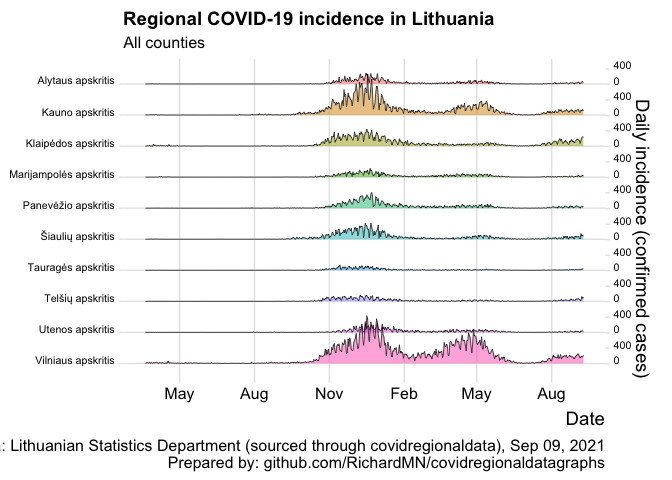 Regional COVID-19 incidence in Lithuania
All counties
Alytaus apskritis
Kauno apskritis
Klaipėdos apskritis
Marijampolės apskritis
Panevėžio apskritis
Šiaulių apskritis
Tauragės apskritis
Telšių apskritis
Utenos apskritis
Vilniaus apskritis
400
0
400
0
400
0
400
0
400
0
400
0
400
0
400
0
400
0
400
0
Daily incidence (confirmed cases)
May Aug Nov Feb May Aug
Date
: Lithuanian Statistics Department (sourced through covidregionaldata), Sep 09, 2021
Prepared by: github.com/RichardMN/covidregionaldatagraphs